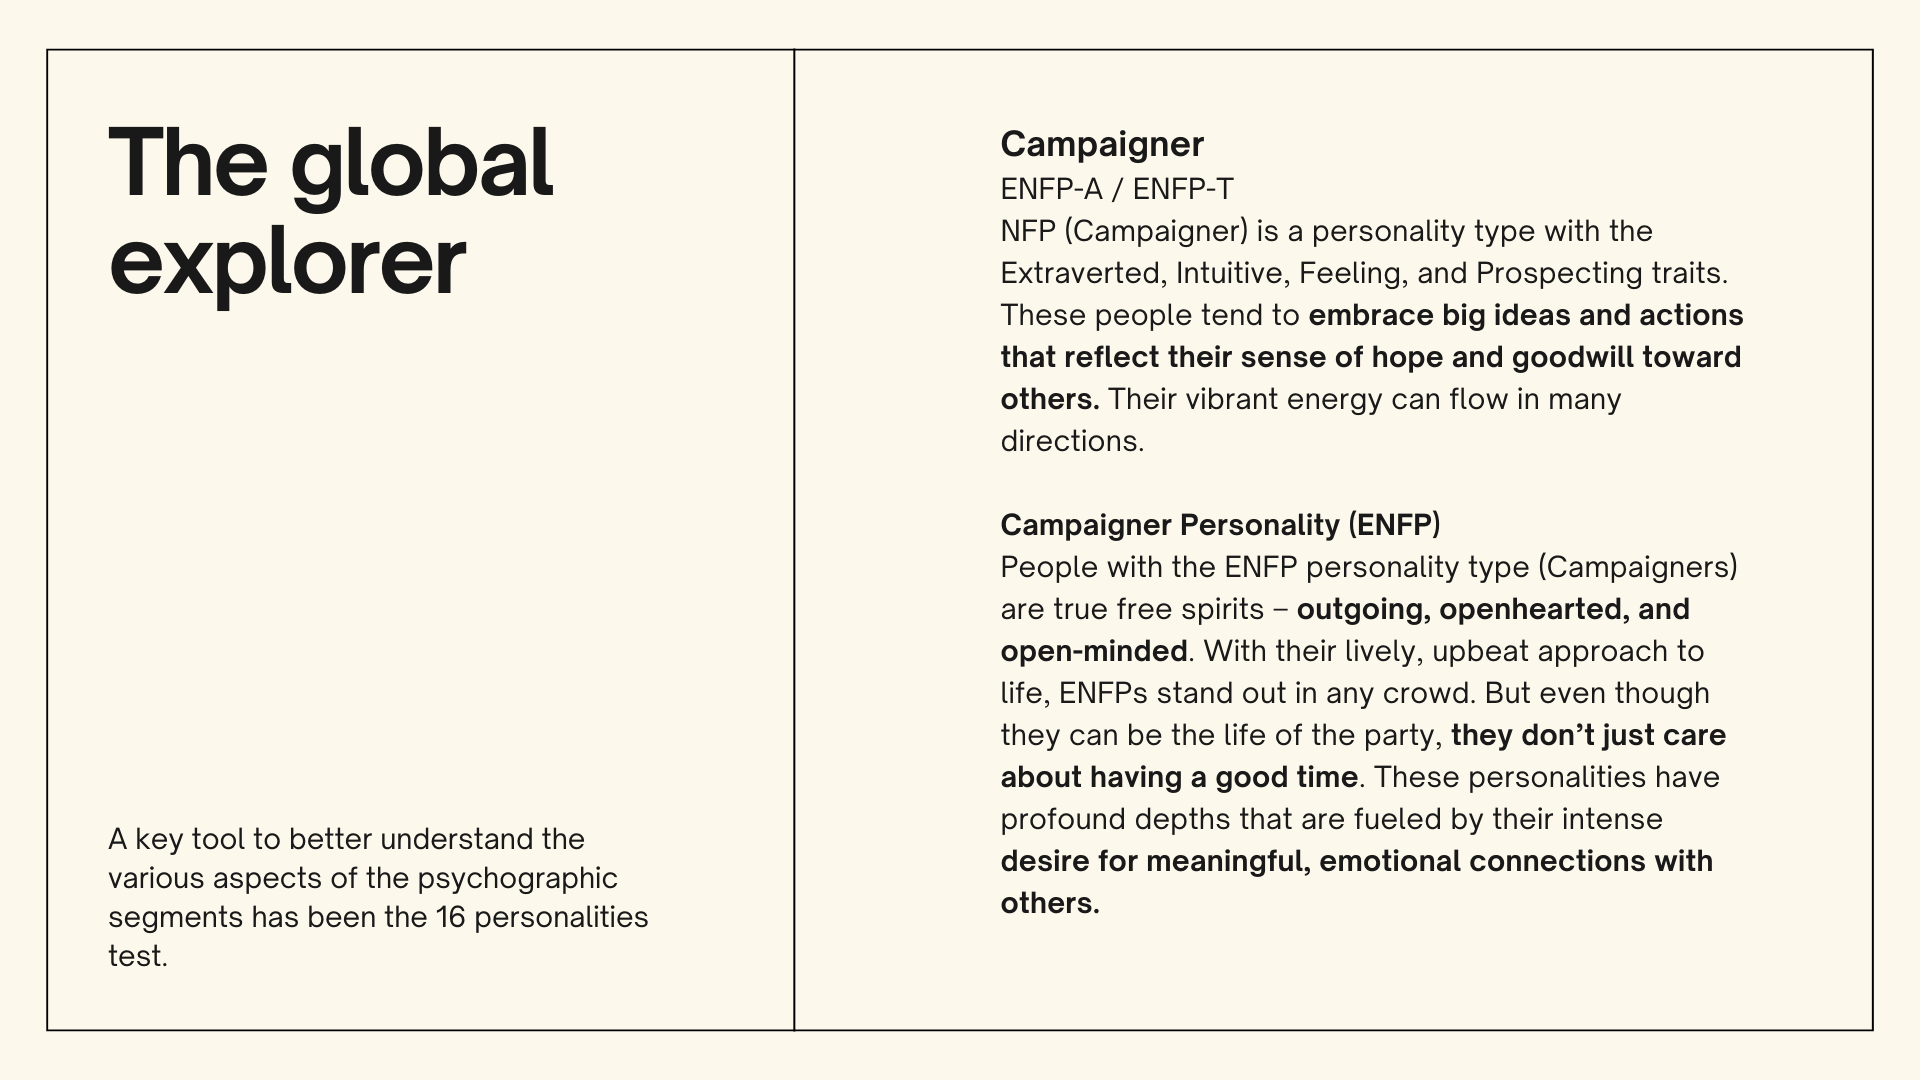 The global
explorer
A key tool to better understand the
various aspects of the psychographic
segments has been the 16 personalities
test.
Campaigner
ENFP-A / ENFP-T
NFP (Campaigner) is a personality type with the
Extraverted, Intuitive, Feeling, and Prospecting traits.
These people tend to embrace big ideas and actions
that reflect their sense of hope and goodwill toward
others. Their vibrant energy can flow in many
directions.
Campaigner Personality (ENFP)
People with the ENFP personality type (Campaigners)
are true free spirits – outgoing, openhearted, and
open-minded. With their lively, upbeat approach to
life, ENFPs stand out in any crowd. But even though
they can be the life of the party, they don’t just care
about having a good time. These personalities have
profound depths that are fueled by their intense
desire for meaningful, emotional connections with
others.